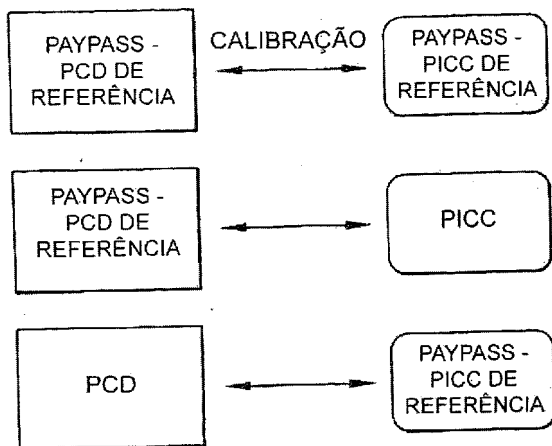 PAYPASS -
PCD DE
REFERÊNCIA
CALIBRAÇÃO
PAYPASS -
PICC DE
REFERÊNCIA
PAYPASS -
PCD DE
REFERÊNCIA
PICC
PCD
PAYPASS -
PICC DE
REFERÊNCIA